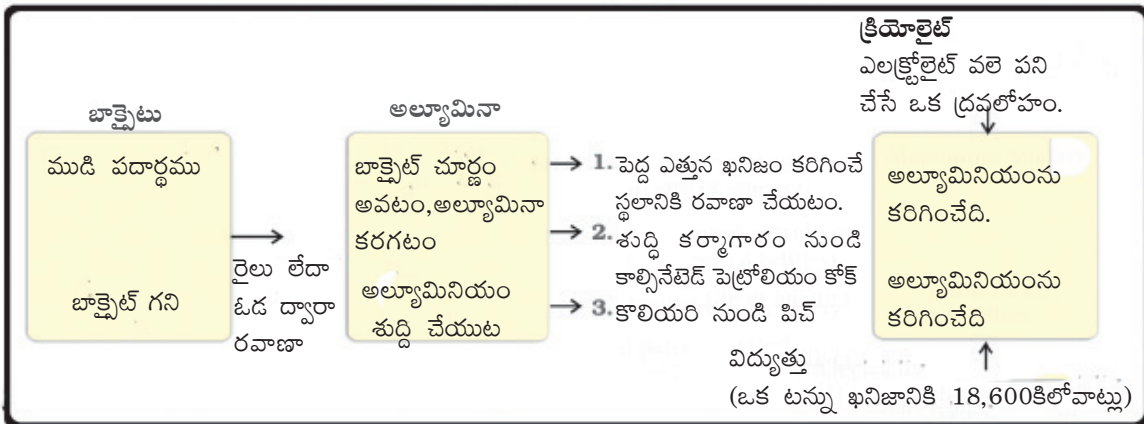 క్రియోలైట్
ఎలక్ట్రోలైట్ వలె పని
చేసే ఒక ద్రవలోహం.
బాక్సైటు
ముడి పదార్థము
బాక్సైట్ గని
రైలు లేదా
ఓడ ద్వారా
రవాణా
అల్యూమినా
బాక్సైట్ చూర్ణం
అవటం,అల్యూమినా
కరగటం
అల్యూమినియం
శుద్ది చేయుట
1. పెద్ద ఎత్తున ఖనిజం కరిగించే
స్థలానికి రవాణా చేయటం.
2. శుద్ధి కర్మాగారం నుండి
కాల్సినేటెడ్ పెట్రోలియం కోక్
3. కొలియరి నుండి పిచ్
అల్యూమినియంను
కరిగించేది.
అల్యూమినియంను
కరిగించేది
విద్యుత్తు
(ఒక టన్ను ఖనిజానికి 18,600కిలోవాట్లు)